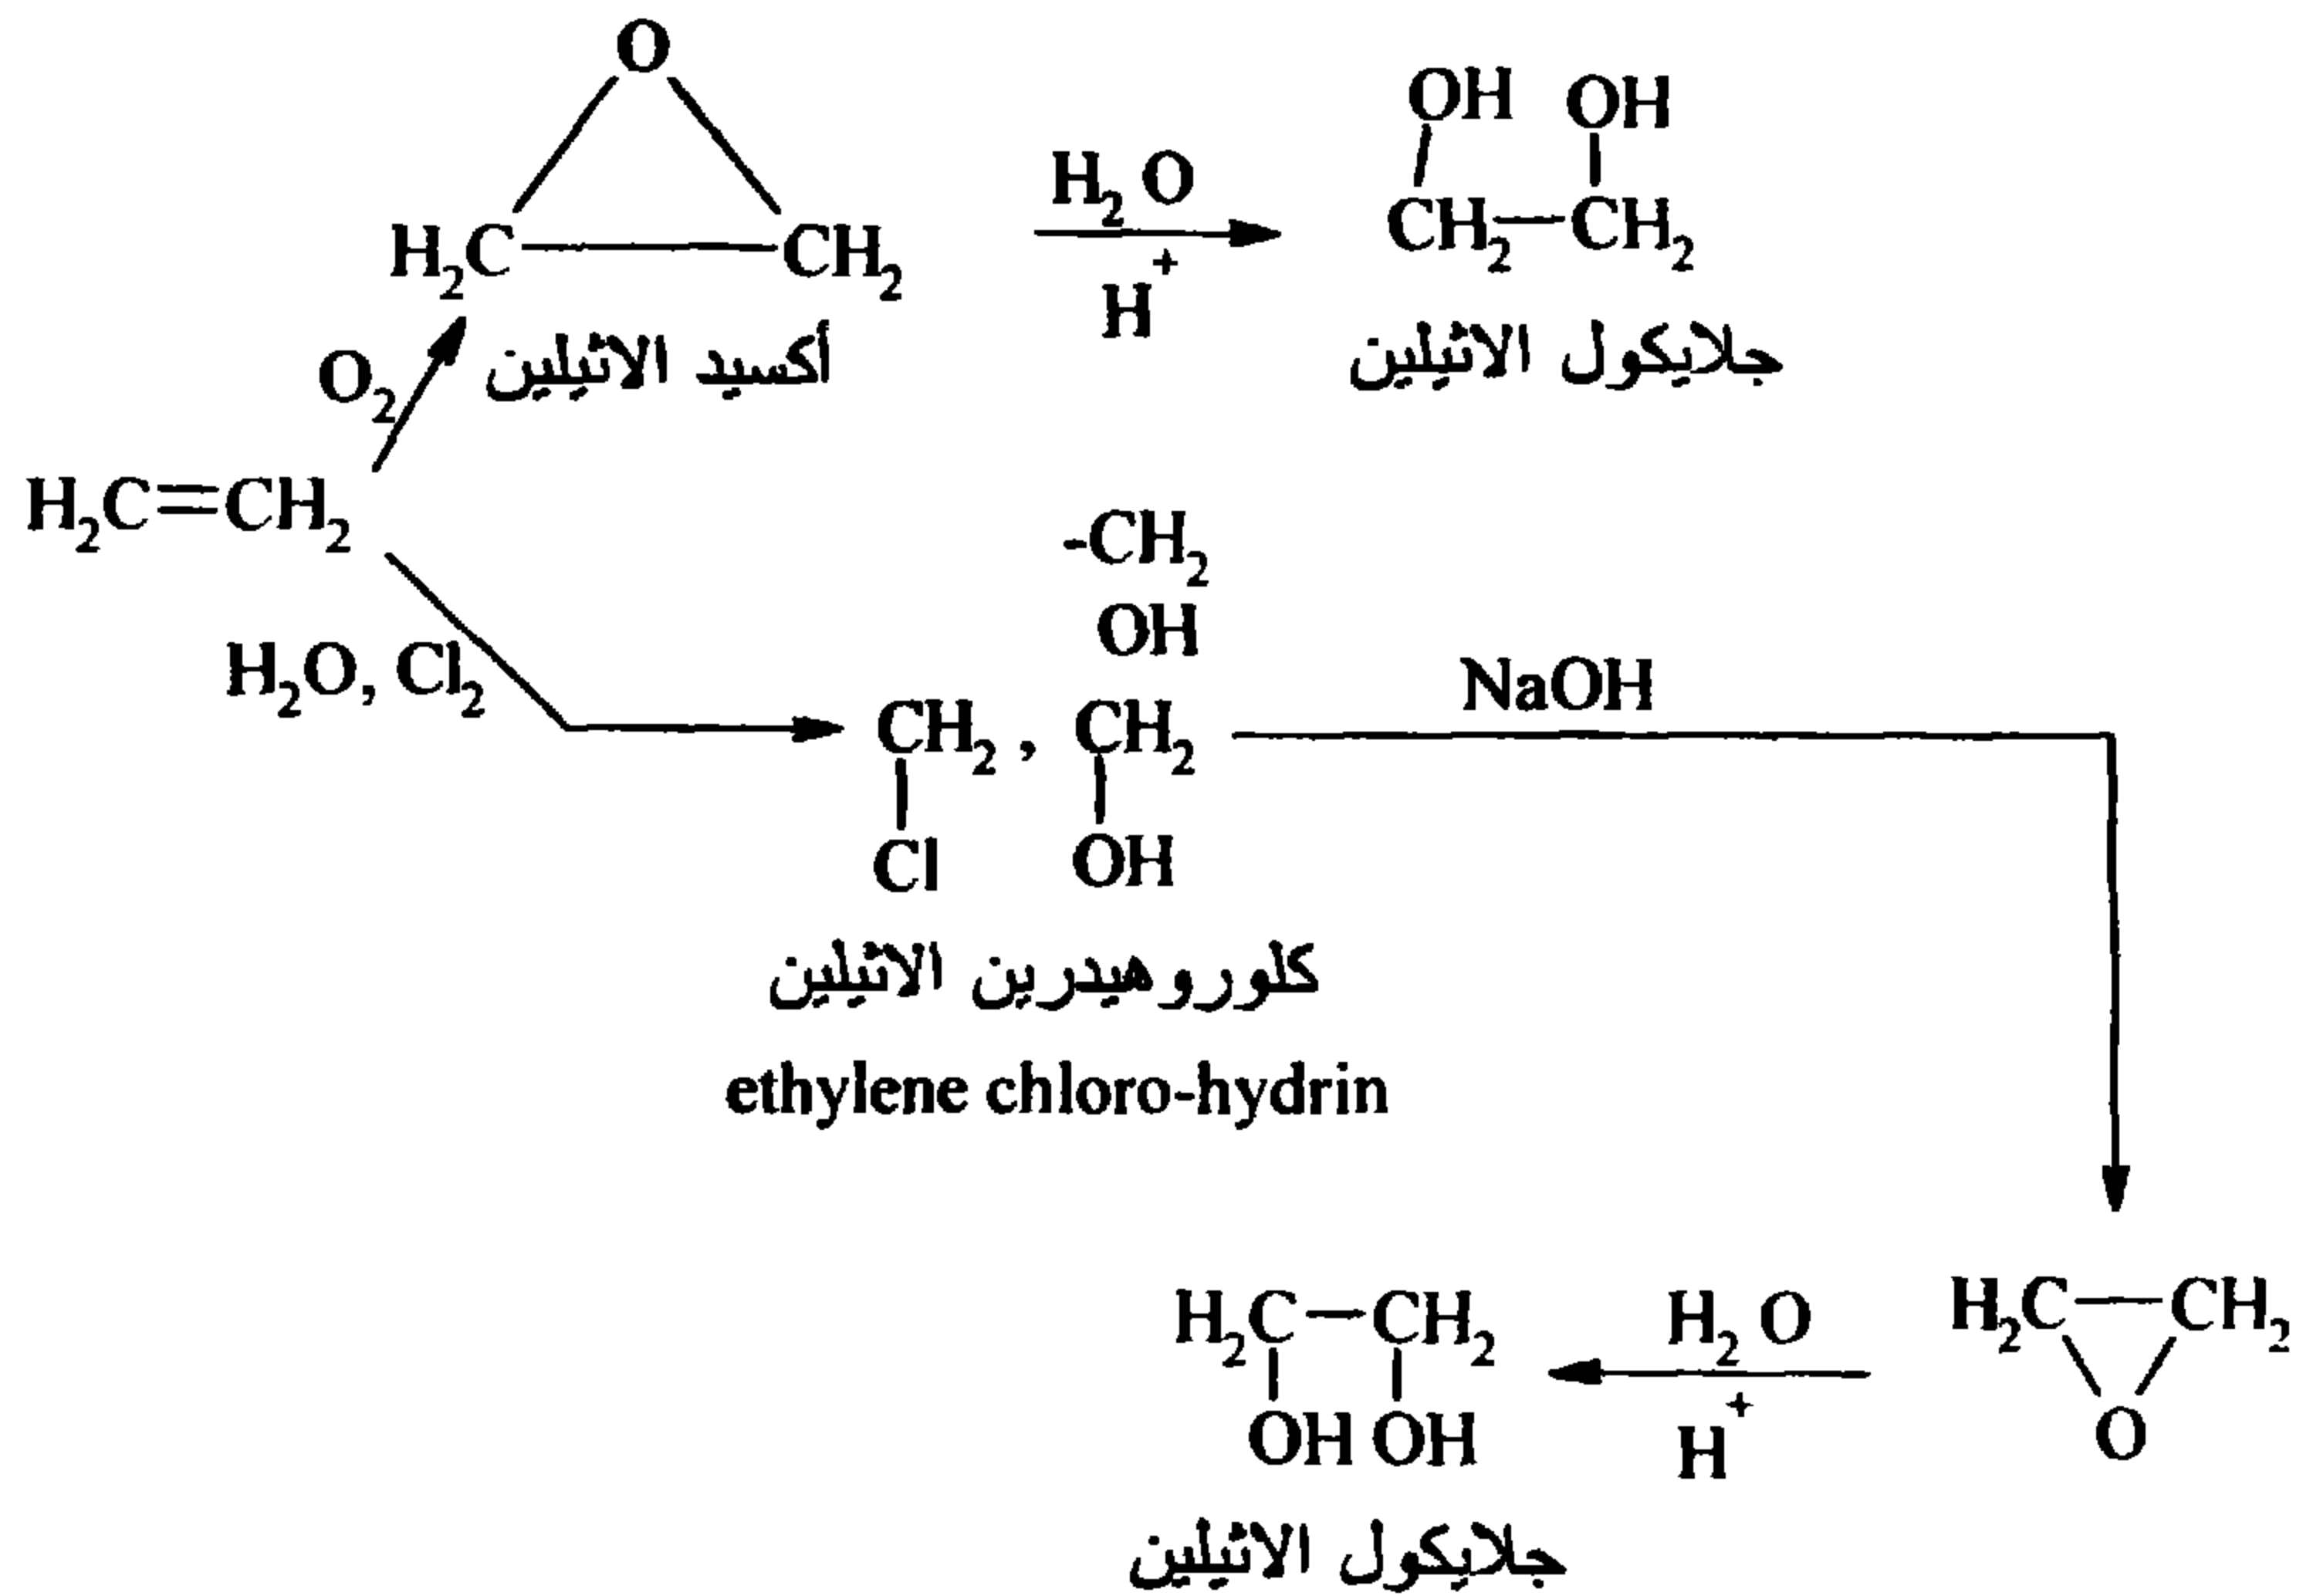 O
OH OH
H₂C CH₂
H₂ O
H⁺
CH₂ CH₂
أكسيد الاثيلين
جلايكول الاثيلين
O₂
H₂C=CH₂
-CH₂
OH
H₂O, Cl₂
NaOH
CH₂, CH₂
Cl OH
كلوروهيدرين الاثيلين
ethylene chloro-hydrin
H₂C CH₂
O
H₂ O
H⁺
H₂C CH₂
OH OH
جلايكول الاثيلين